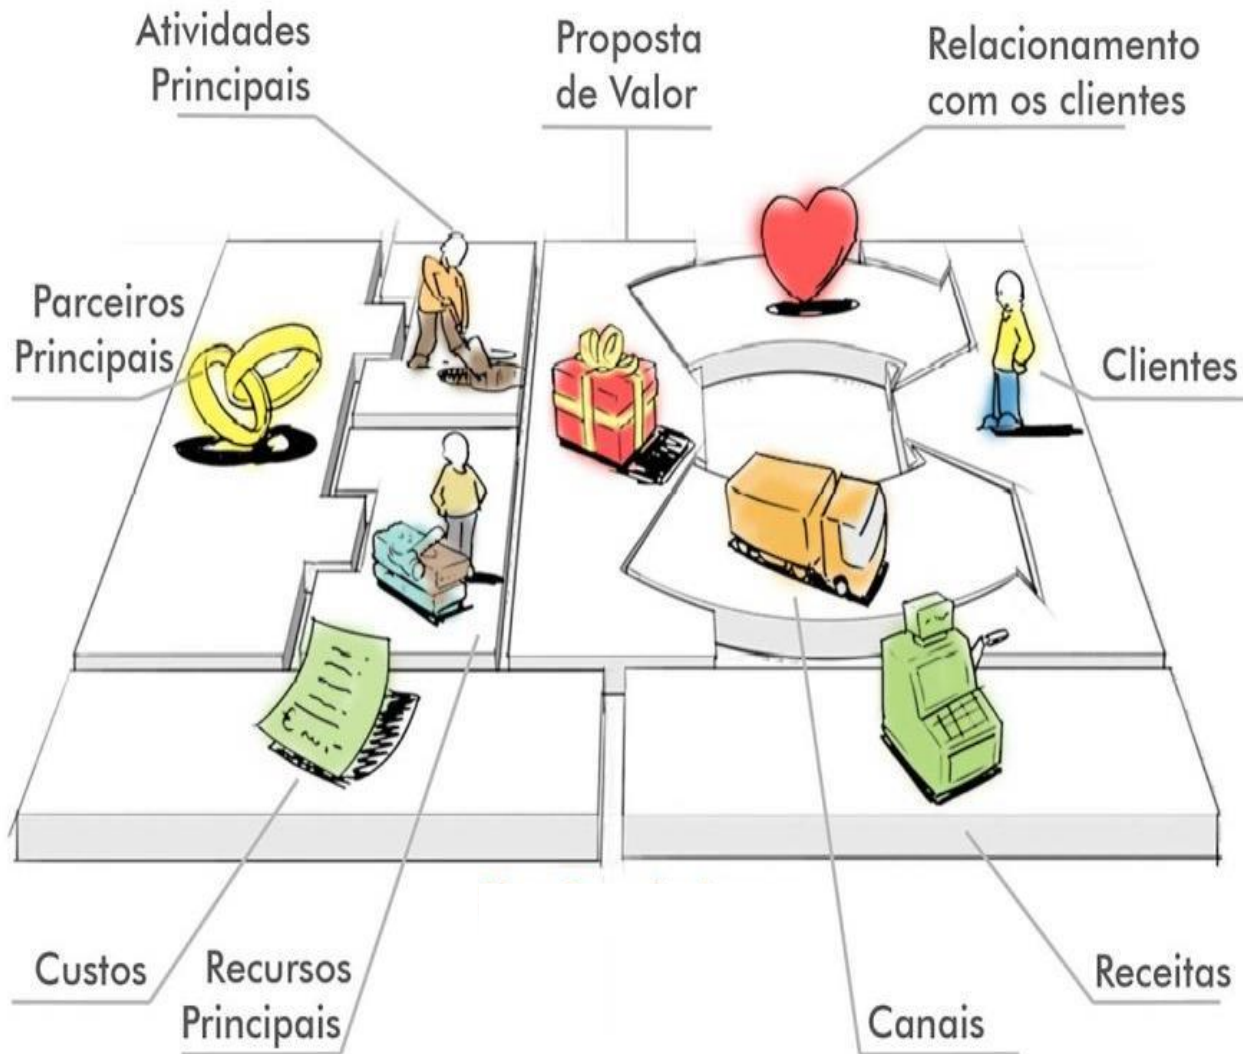 Atividades
Principais
Proposta
de Valor
Relacionamento
com os clientes
Parceiros
Principais
Clientes
Custos
Recursos
Principais
Canais
Receitas